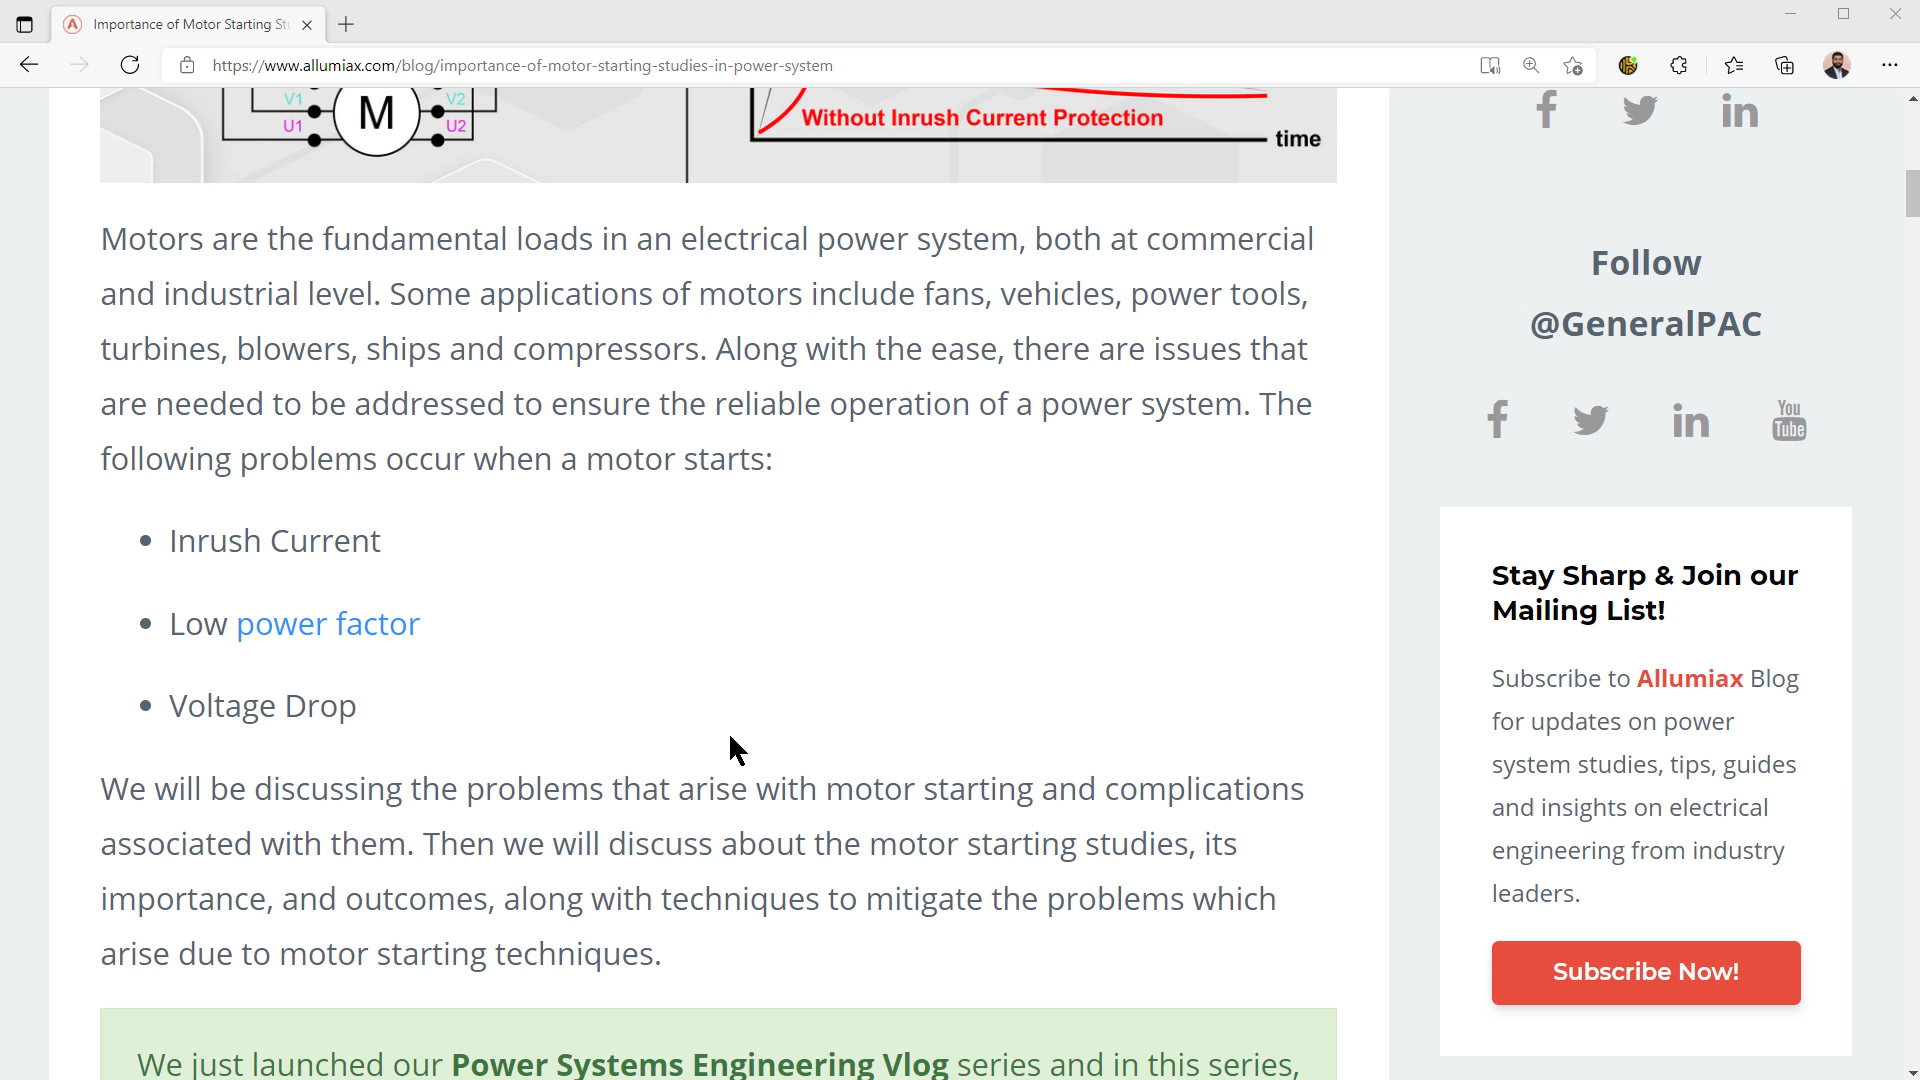 Importance of Motor Starting St
https://www.allumiax.com/blog/importance-of-motor-starting-studies-in-power-system
V1
V2
U1
U2
M
Without Inrush Current Protection
time
Motors are the fundamental loads in an electrical power system, both at commercial
and industrial level. Some applications of motors include fans, vehicles, power tools,
turbines, blowers, ships and compressors. Along with the ease, there are issues that
are needed to be addressed to ensure the reliable operation of a power system. The
following problems occur when a motor starts:
• Inrush Current
• Low power factor
• Voltage Drop
We will be discussing the problems that arise with motor starting and complications
associated with them. Then we will discuss about the motor starting studies, its
importance, and outcomes, along with techniques to mitigate the problems which
arise due to motor starting techniques.
We just launched our Power Systems Engineering Vlog series and in this series,
Follow
@GeneralPAC
You
Tube
Stay Sharp & Join our
Mailing List!
Subscribe to Allumiax Blog
for updates on power
system studies, tips, guides
and insights on electrical
engineering from industry
leaders.
Subscribe Now!